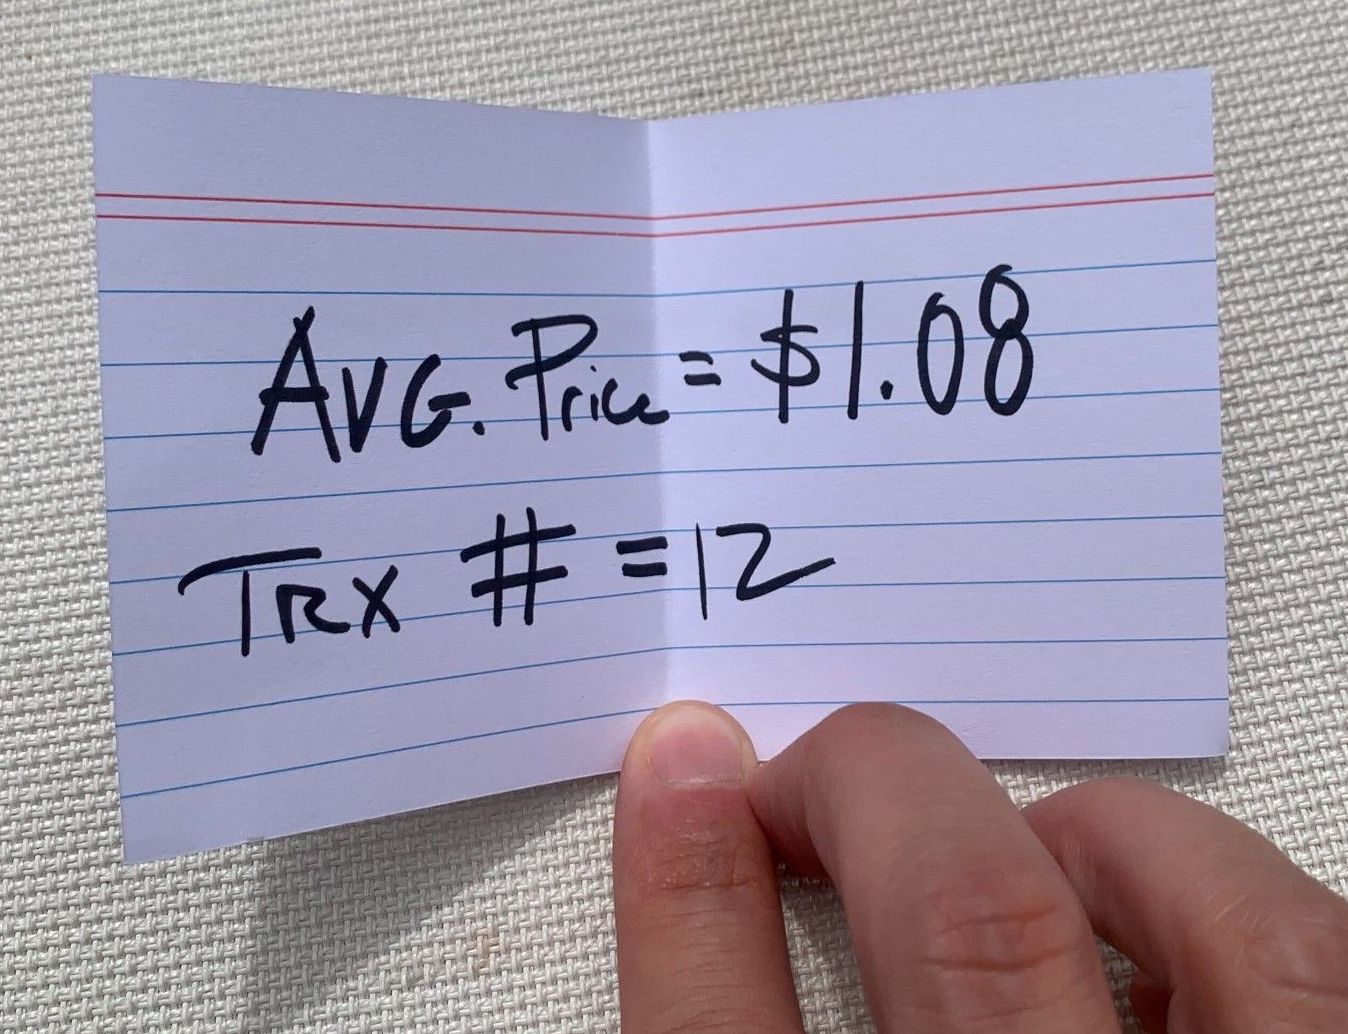 AVG. Price = $1.08
TRX # = 12